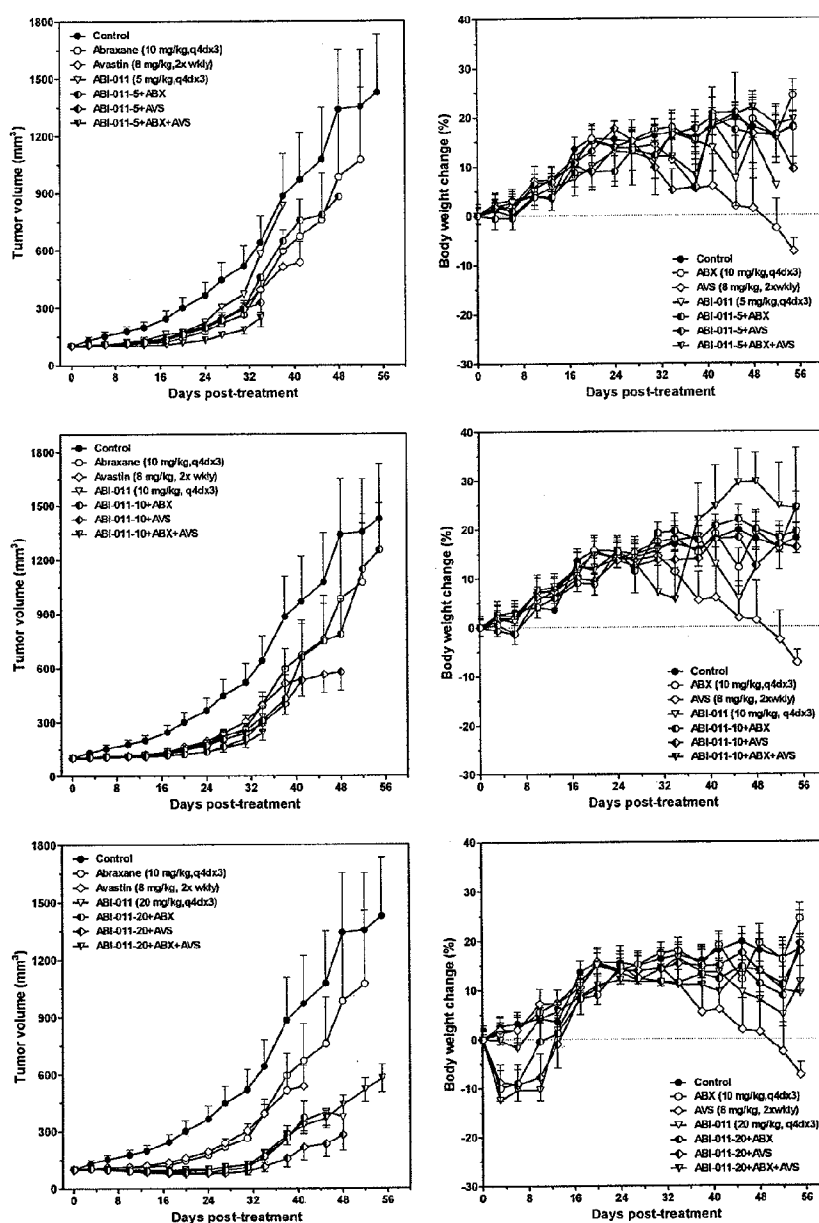 1800
1500
1200
900
600
300
0
Tumor volume (mm³)
Control
Abraxane (10 mg/kg,q4dx3)
Avastin (8 mg/kg,2x wkly)
ABI-011 (5 mg/kg,q4dx3)
ABI-011-5+ABX
ABI-011-5+AVS
ABI-011-5+ABX+AVS
0 8 16 24 32 40 48 56
Days post-treatment
40
30
20
10
0
-10
-20
-30
Body weight change (%)
Control
ABX (10 mg/kg,q4dx3)
AVS (8 mg/kg, 2xwkly)
ABI-011 (5 mg/kg,q4dx3)
ABI-011-5+ABX
ABI-011-5+AVS
ABI-011-5+ABX+AVS
0 8 16 24 32 40 48 56
Days post-treatment
1800
1500
1200
900
600
300
0
Tumor volume (mm³)
Control
Abraxane (10 mg/kg,q4dx3)
Avastin (8 mg/kg, 2x wkly)
ABI-011 (10 mg/kg, q4dx3)
ABI-011-10+ABX
ABI-011-10+AVS
ABI-011-10+ABX+AVS
0 8 16 24 32 40 48 56
Days post-treatment
40
30
20
10
0
-10
-20
-30
Body weight change (%)
Control
ABX (10 mg/kg,q4dx3)
AVS (8 mg/kg, 2xwkly)
ABI-011 (10 mg/kg, q4dx3)
ABI-011-10+ABX
ABI-011-10+AVS
ABI-011-10+ABX+AVS
0 8 16 24 32 40 48 56
Days post-treatment
1800
1500
1200
900
600
300
0
Tumor volume (mm³)
Control
Abraxane (10 mg/kg,q4dx3)
Avastin (8 mg/kg, 2x wkly)
ABI-011 (20 mg/kg,q4dx3)
ABI-011-20+ABX
ABI-011-20+AVS
ABI-011-20+ABX+AVS
0 8 16 24 32 40 48 56
Days post-treatment
40
30
20
10
0
-10
-20
-30
Body weight change (%)
Control
ABX (10 mg/kg,q4dx3)
AVS (8 mg/kg, 2xwkly)
ABI-011 (20 mg/kg,q4dx3)
ABI-011-20+ABX
ABI-011-20+AVS
ABI-011-20+ABX+AVS
0 8 16 24 32 40 48 56
Days post-treatment